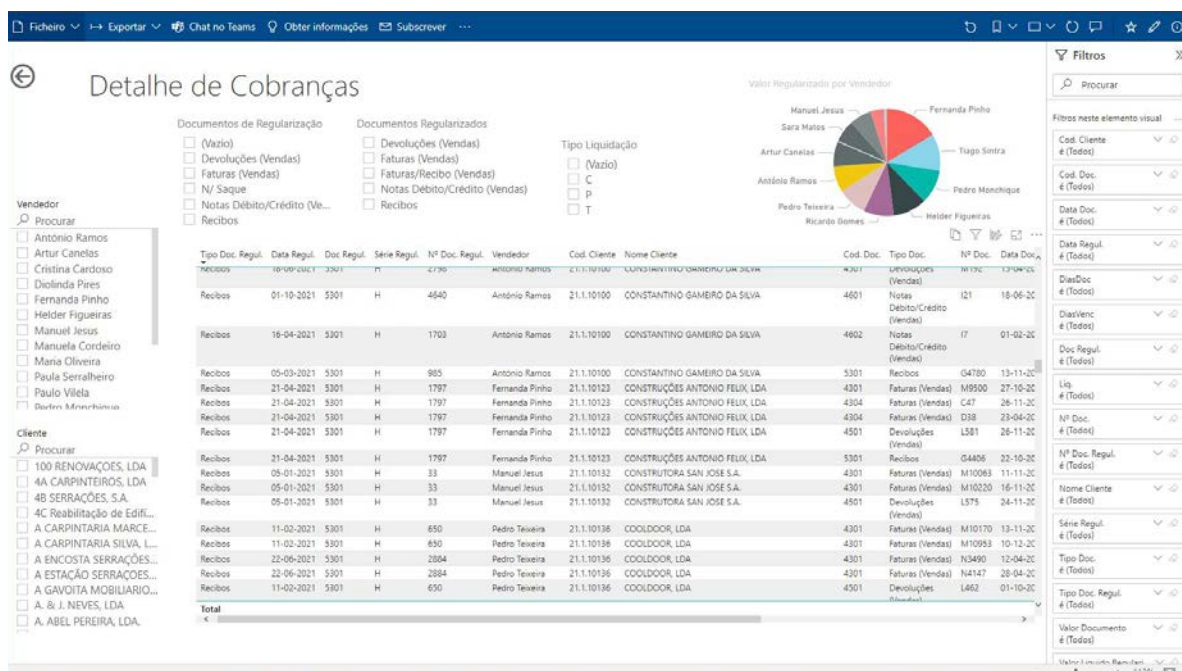 Ficheiro Exportar Chat no Teams Obter informações Subscrever ...
Detalhe de Cobranças
Documentos de Regularização
(Vazio)
Devoluções (Vendas)
Faturas (Vendas)
N/ Saque
Notas Débito/Crédito (Ve...
Recibos
Documentos Regularizados
Devoluções (Vendas)
Faturas (Vendas)
Faturas/Recibo (Vendas)
Notas Débito/Crédito (Vendas)
Recibos
Tipo Liquidação
(Vazio)
C
P
T
Valor Regularizado por Vendedor
Manuel Jesus
Fernanda Pinho
Sara Matos
Tiago Sintra
Artur Canelas
António Ramos
Pedro Monchique
Pedro Teixeira
Helder Figueiras
Ricardo Gomes
Vendedor
Procurar
António Ramos
Artur Canelas
Cristina Cardoso
Diolinda Pires
Fernanda Pinho
Helder Figueiras
Manuel Jesus
Manuela Cordeiro
Maria Oliveira
Paula Serralheiro
Paulo Vilela
Pedro Monchique
Cliente
Procurar
100 RENOVAÇOES, LDA
4A CARPINTEIROS, LDA
4B SERRAÇÕES, S.A.
4C Reabilitação de Edifi...
A CARPINTARIA MARCE...
A CARPINTARIA SILVA, L...
A ENCOSTA SERRAÇÕES...
A ESTAÇÃO SERRAÇOES...
A GAVOITA MOBILIARIO...
A. & J. NEVES, LDA
A. ABEL PEREIRA, LDA.
Tipo Doc. Regul. Data Regul. Doc Regul. Série Regul. Nº Doc. Regul. Vendedor Cod. Cliente Nome Cliente Cod. Doc. Tipo Doc. Nº Doc. Data Doc
Recibos 18-06-2021 5301 H 2796 António Ramos 21.1.10100 CONSTANTINO GAMEIRO DA SILVA 4501 Devoluções (Vendas) M192 13-04-20
Recibos 01-10-2021 5301 H 4640 António Ramos 21.1.10100 CONSTANTINO GAMEIRO DA SILVA 4601 Notas Débito/Crédito (Vendas) I21 18-06-20
Recibos 16-04-2021 5301 H 1703 António Ramos 21.1.10100 CONSTANTINO GAMEIRO DA SILVA 4602 Notas Débito/Crédito (Vendas) I7 01-02-20
Recibos 05-03-2021 5301 H 985 António Ramos 21.1.10100 CONSTANTINO GAMEIRO DA SILVA 5301 Recibos G4780 13-11-20
Recibos 21-04-2021 5301 H 1797 Fernanda Pinho 21.1.10123 CONSTRUÇÕES ANTONIO FELIX, LDA 4301 Faturas (Vendas) M9500 27-10-20
Recibos 21-04-2021 5301 H 1797 Fernanda Pinho 21.1.10123 CONSTRUÇÕES ANTONIO FELIX, LDA 4304 Faturas (Vendas) C47 26-11-20
Recibos 21-04-2021 5301 H 1797 Fernanda Pinho 21.1.10123 CONSTRUÇÕES ANTONIO FELIX, LDA 4304 Faturas (Vendas) D38 23-04-20
Recibos 21-04-2021 5301 H 1797 Fernanda Pinho 21.1.10123 CONSTRUÇÕES ANTONIO FELIX, LDA 4501 Devoluções (Vendas) L581 26-11-20
Recibos 21-04-2021 5301 H 1797 Fernanda Pinho 21.1.10123 CONSTRUÇÕES ANTONIO FELIX, LDA 5301 Recibos G4406 22-10-20
Recibos 05-01-2021 5301 H 33 Manuel Jesus 21.1.10132 CONSTRUTORA SAN JOSE S.A. 4301 Faturas (Vendas) M10063 11-11-20
Recibos 05-01-2021 5301 H 33 Manuel Jesus 21.1.10132 CONSTRUTORA SAN JOSE S.A. 4301 Faturas (Vendas) M10220 16-11-20
Recibos 05-01-2021 5301 H 33 Manuel Jesus 21.1.10132 CONSTRUTORA SAN JOSE S.A. 4501 Devoluções (Vendas) L575 24-11-20
Recibos 11-02-2021 5301 H 650 Pedro Teixeira 21.1.10136 COOLDOOR, LDA 4301 Faturas (Vendas) M10170 13-11-20
Recibos 11-02-2021 5301 H 650 Pedro Teixeira 21.1.10136 COOLDOOR, LDA 4301 Faturas (Vendas) M10953 10-12-20
Recibos 22-06-2021 5301 H 2884 Pedro Teixeira 21.1.10136 COOLDOOR, LDA 4301 Faturas (Vendas) N3490 12-04-20
Recibos 22-06-2021 5301 H 2884 Pedro Teixeira 21.1.10136 COOLDOOR, LDA 4301 Faturas (Vendas) N4147 28-04-20
Recibos 11-02-2021 5301 H 650 Pedro Teixeira 21.1.10136 COOLDOOR, LDA 4501 Devoluções L462 01-10-20
Total
Filtros
Procurar
Filtros neste elemento visual ...
Cod. Cliente
é (Todos)
Cod. Doc.
é (Todos)
Data Doc.
é (Todos)
Data Regul.
é (Todos)
DiasDoc
é (Todos)
DiasVenc
é (Todos)
Doc Regul.
é (Todos)
Liq.
é (Todos)
Nº Doc.
é (Todos)
Nº Doc. Regul.
é (Todos)
Nome Cliente
é (Todos)
Série Regul.
é (Todos)
Tipo Doc.
é (Todos)
Tipo Doc. Regul.
é (Todos)
Valor Documento
é (Todos)